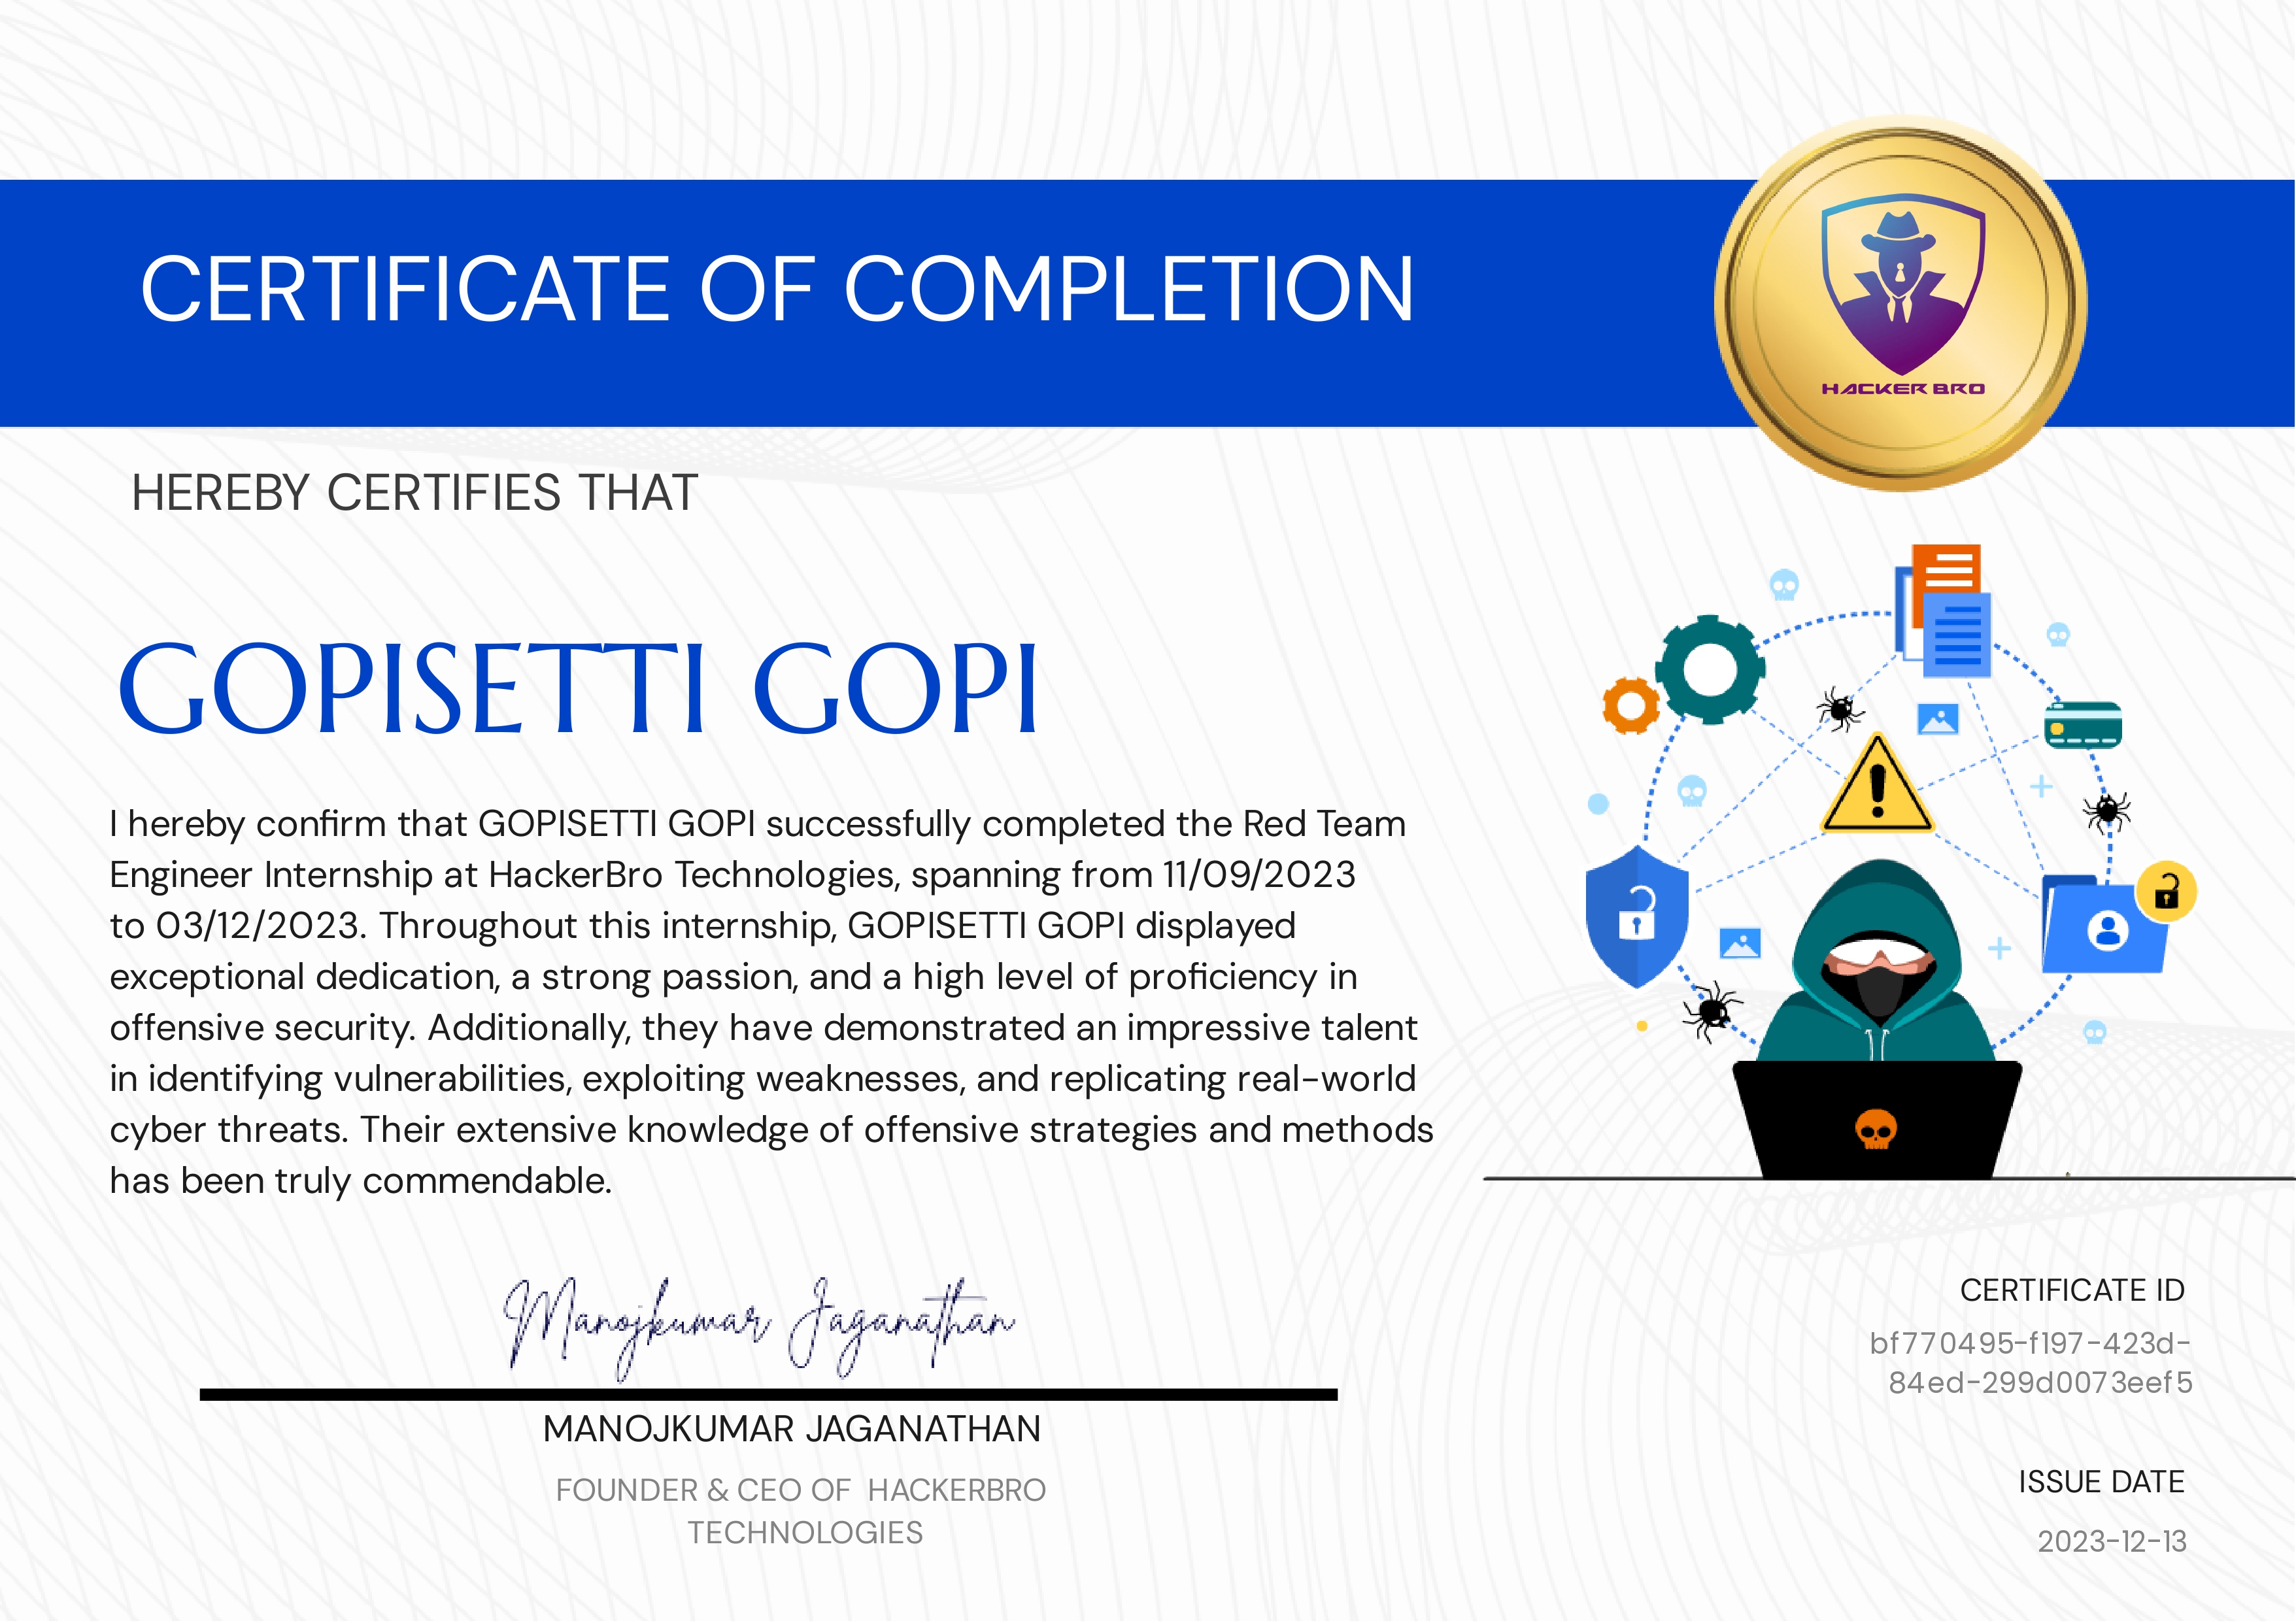 CERTIFICATE OF COMPLETION
HACKER BRO
HEREBY CERTIFIES THAT
GOPISETTI GOPI
I hereby confirm that GOPISETTI GOPI successfully completed the Red Team
Engineer Internship at HackerBro Technologies, spanning from 11/09/2023
to 03/12/2023. Throughout this internship, GOPISETTI GOPI displayed
exceptional dedication, a strong passion, and a high level of proficiency in
offensive security. Additionally, they have demonstrated an impressive talent
in identifying vulnerabilities, exploiting weaknesses, and replicating real-world
cyber threats. Their extensive knowledge of offensive strategies and methods
has been truly commendable.
Manojkumar Jaganathan
MANOJKUMAR JAGANATHAN
FOUNDER & CEO OF HACKERBRO
TECHNOLOGIES
CERTIFICATE ID
bf770495-f197-423d-
84ed-299d0073eef5
ISSUE DATE
2023-12-13